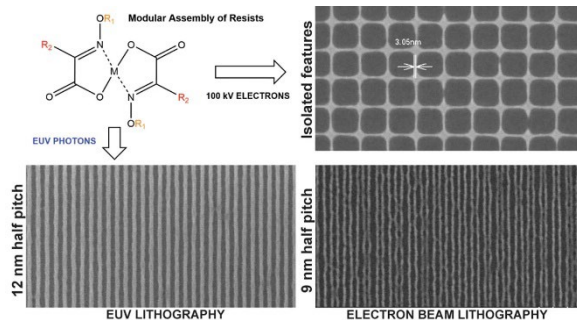 Modular Assembly of Resists
OR₁
R₂
N
O
O
M
O
O
N
R₂
OR₁
100 kV ELECTRONS
EUV PHOTONS
Isolated features
3.05nm
12 nm half pitch
EUV LITHOGRAPHY
9 nm half pitch
ELECTRON BEAM LITHOGRAPHY